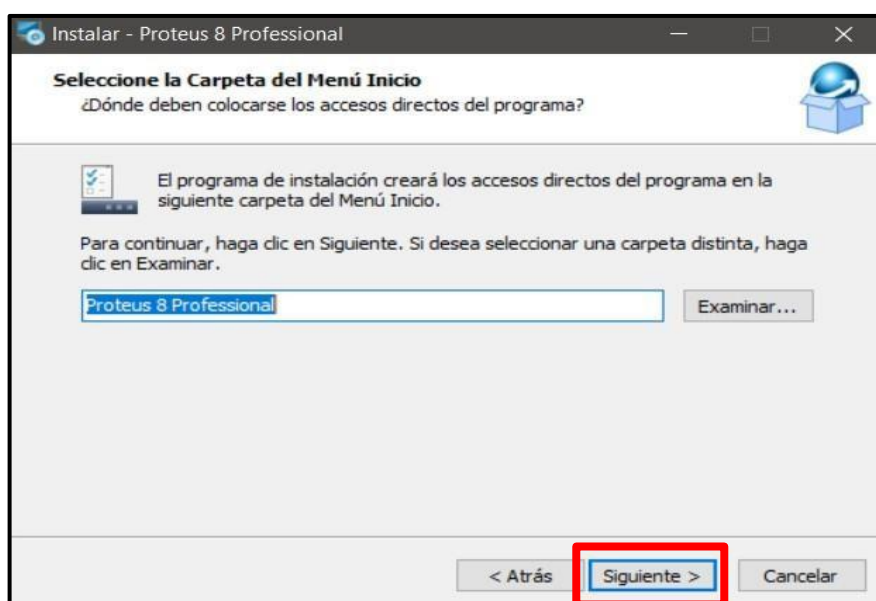 Instalar - Proteus 8 Professional
Seleccione la Carpeta del Menú Inicio
¿Dónde deben colocarse los accesos directos del programa?
El programa de instalación creará los accesos directos del programa en la
siguiente carpeta del Menú Inicio.
Para continuar, haga clic en Siguiente. Si desea seleccionar una carpeta distinta, haga
clic en Examinar.
Proteus 8 Professional
Examinar...
< Atrás
Siguiente >
Cancelar